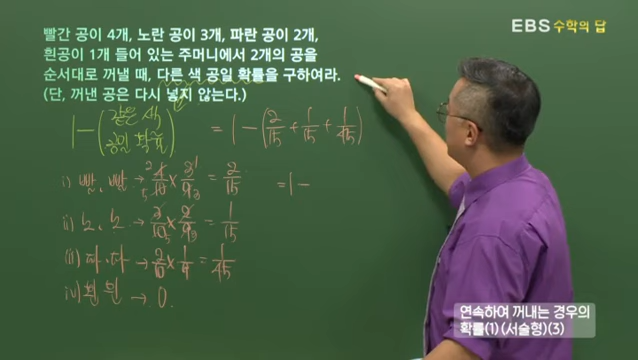 빨간 공이 4개, 노란 공이 3개, 파란 공이 2개,
흰공이 1개 들어 있는 주머니에서 2개의 공을
순서대로 꺼낼 때, 다른 색 공일 확률을 구하여라.
(단, 꺼낸 공은 다시 넣지 않는다.)
EBS 수학의 답
1 - (같은 색 공일 확률) = 1 - (2/15 + 1/15 + 1/45)
= 1 -
i) 빨, 빨 → 4/10 × 3/9 = 2/15
ii) 노, 노 → 3/10 × 2/9 = 1/15
iii) 파, 파 → 2/10 × 1/9 = 1/45
iv) 흰 흰 → 0.
연속하여 꺼내는 경우의
확률(1)(서술형)(3)